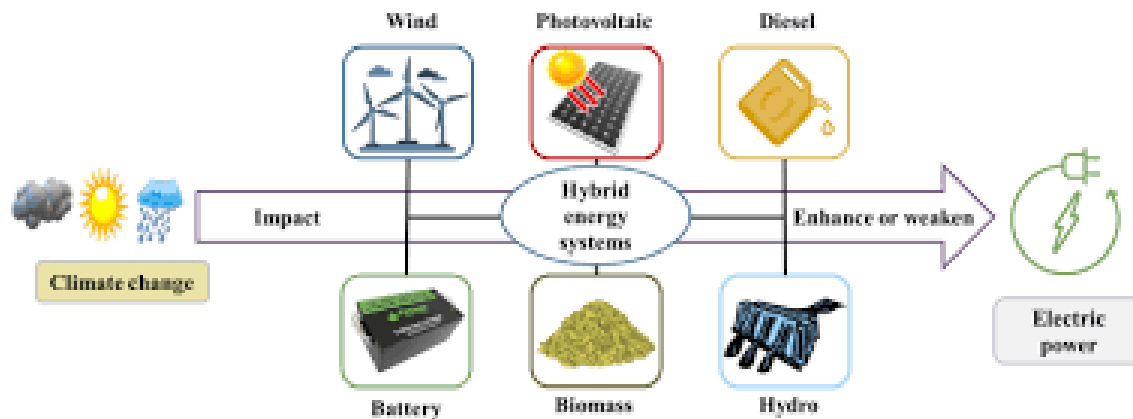 Wind
Photovoltaic
Diesel
Impact
Hybrid
energy
systems
Enhance or weaken
Climate change
Battery
Biomass
Hydro
Electric
power